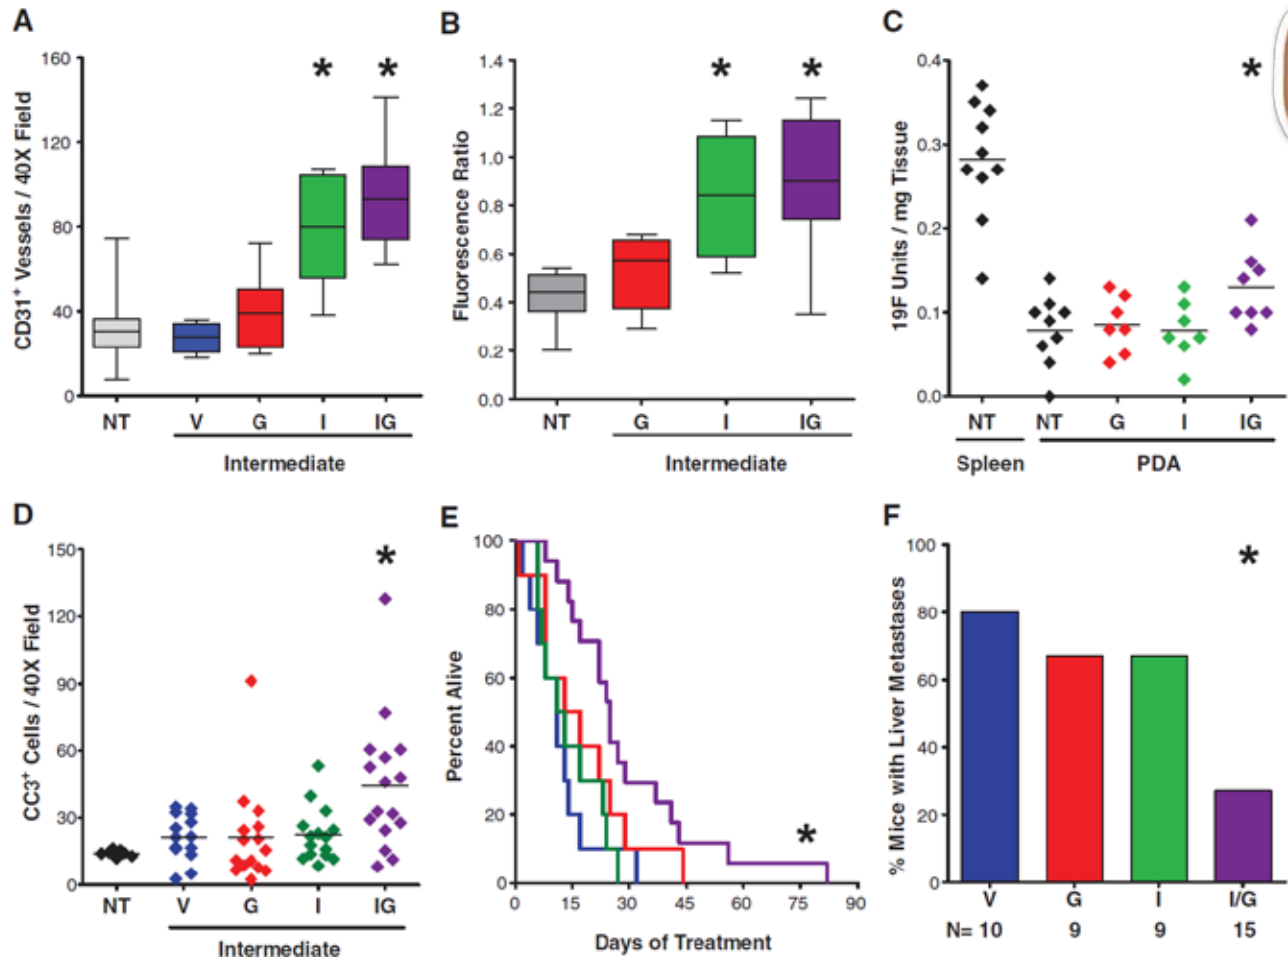 A
CD31⁺ Vessels / 40X Field
160
120
80
40
0
* *
NT V G I IG
Intermediate
B
Fluorescence Ratio
1.4
1.2
1.0
0.8
0.6
0.4
0.2
0.0
* *
NT G I IG
Intermediate
C
19F Units / mg Tissue
0.4
0.3
0.2
0.1
0.0
*
NT NT G I IG
Spleen PDA
D
CC3⁺ Cells / 40X Field
150
120
90
60
30
0
*
NT V G I IG
Intermediate
E
Percent Alive
100
80
60
40
20
0
*
0 15 30 45 60 75 90
Days of Treatment
F
% Mice with Liver Metastases
100
80
60
40
20
0
*
V G I I/G
N= 10 9 9 15